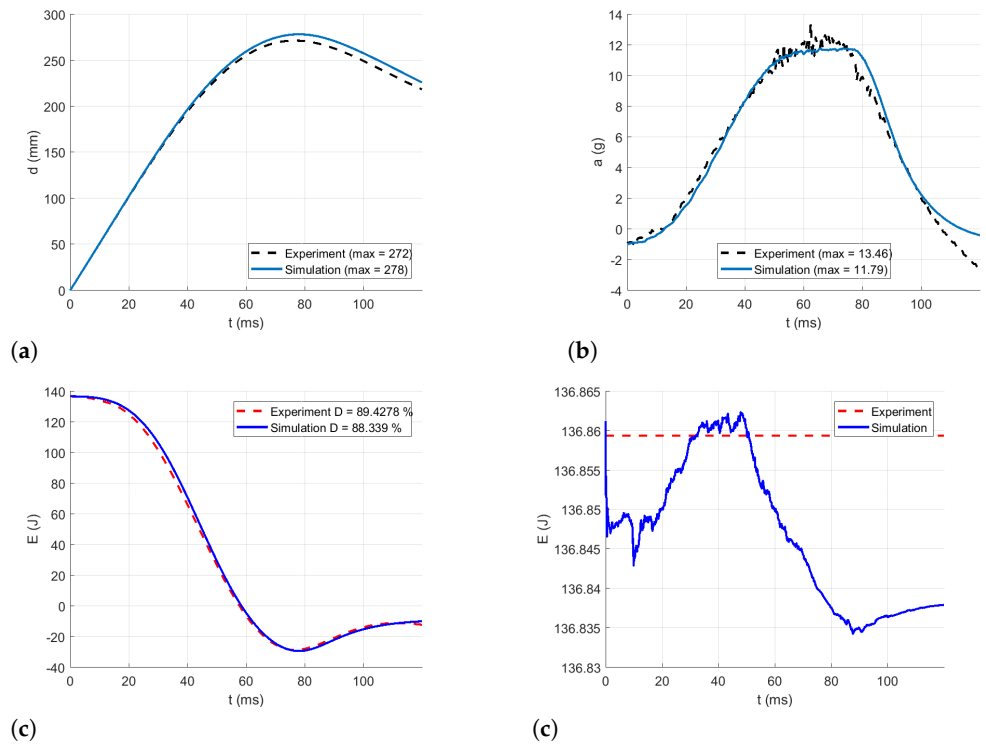 300
250
200
150
100
50
0
d (mm)
0 20 40 60 80 100
t (ms)
Experiment (max = 272)
Simulation (max = 278)
(a)
14
12
10
8
6
4
2
0
-2
-4
a (g)
0 20 40 60 80 100
t (ms)
Experiment (max = 13.46)
Simulation (max = 11.79)
(b)
140
120
100
80
60
40
20
0
-20
-40
E (J)
0 20 40 60 80 100
t (ms)
Experiment D = 89.4278 %
Simulation D = 88.339 %
(c)
136.865
136.86
136.855
136.85
136.845
136.84
136.835
136.83
E (J)
0 20 40 60 80 100
t (ms)
Experiment
Simulation
(c)